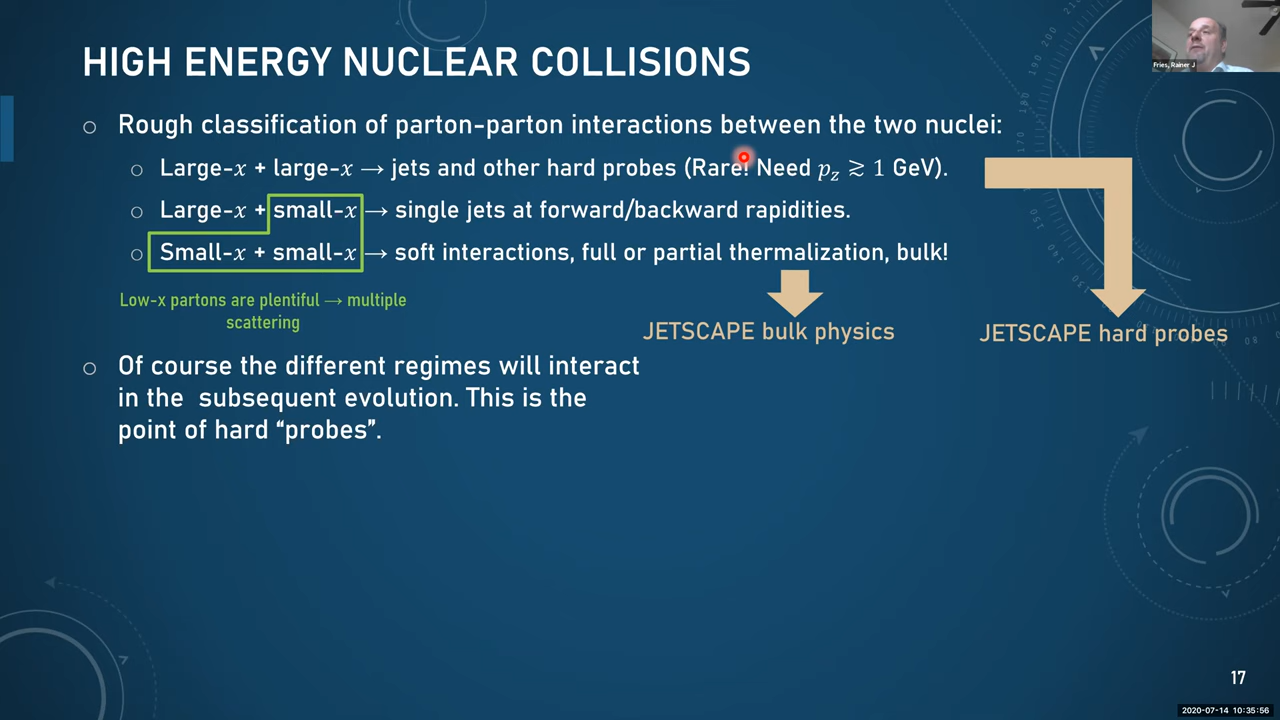 HIGH ENERGY NUCLEAR COLLISIONS
Fries, Rainer J
○ Rough classification of parton-parton interactions between the two nuclei:
○ Large-x + large-x → jets and other hard probes (Rare! Need p_z ≳ 1 GeV).
○ Large-x + small-x → single jets at forward/backward rapidities.
○ Small-x + small-x → soft interactions, full or partial thermalization, bulk!
Low-x partons are plentiful → multiple
scattering
JETSCAPE bulk physics
JETSCAPE hard probes
○ Of course the different regimes will interact
in the subsequent evolution. This is the
point of hard “probes”.
17
2020-07-14 10:35:56